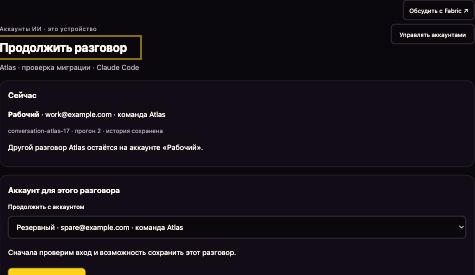 Обсудить с Fabric ↗
Аккаунты ИИ · это устройство
Управлять аккаунтами
Продолжить разговор
Atlas · проверка миграции · Claude Code
Сейчас
Рабочий · work@example.com · команда Atlas
conversation-atlas-17 · прогон 2 · история сохранена
Другой разговор Atlas остаётся на аккаунте «Рабочий».
Аккаунт для этого разговора
Продолжить с аккаунтом
Резервный · spare@example.com · команда Atlas
Сначала проверим вход и возможность сохранить этот разговор.